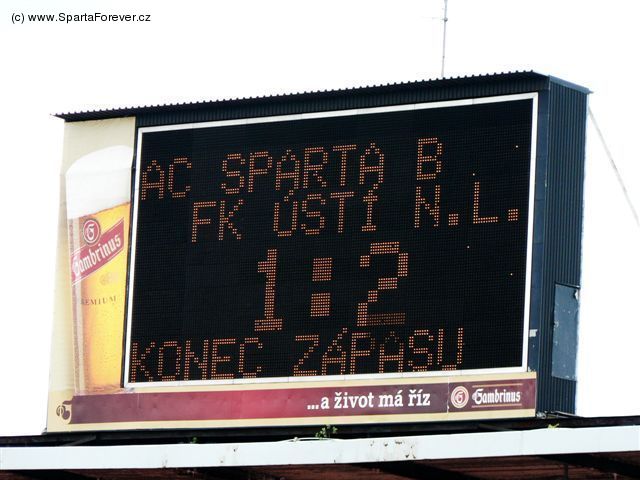 (c) www.SpartaForever.cz
AC SPARTA B
FK ÚSTÍ N.L.
1:2
KONEC ZÁPASU
Gambrinus
PREMIUM
...a život má říz
Gambrinus